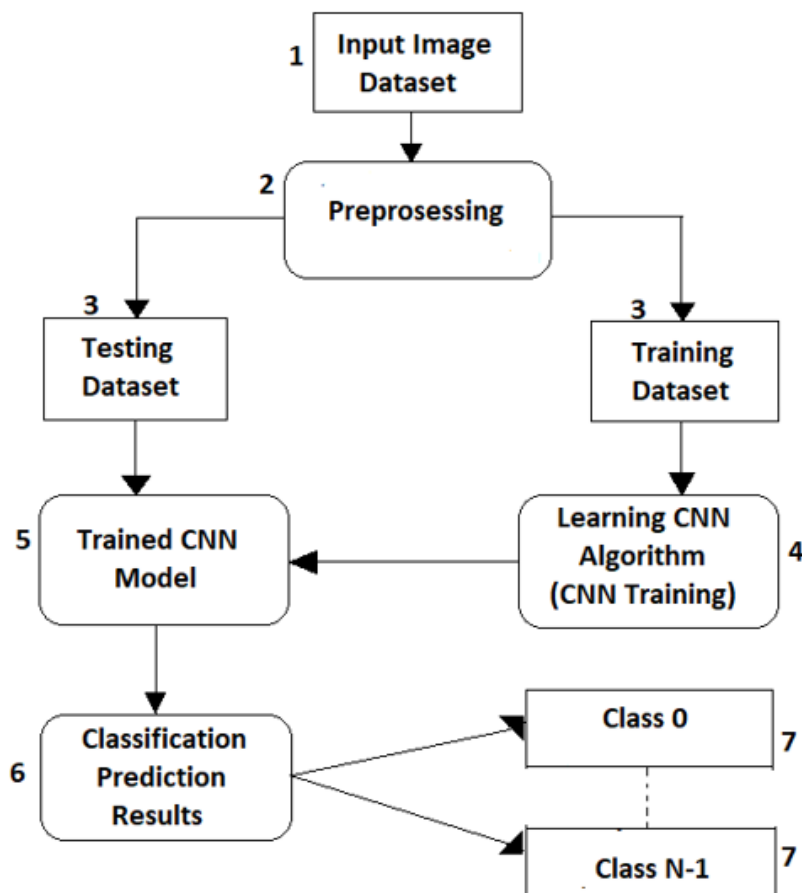 1
Input Image
Dataset
2
Preprosessing
3
Testing
Dataset
3
Training
Dataset
5
Trained CNN
Model
Learning CNN
Algorithm
(CNN Training)
4
6
Classification
Prediction
Results
Class 0
7
Class N-1
7